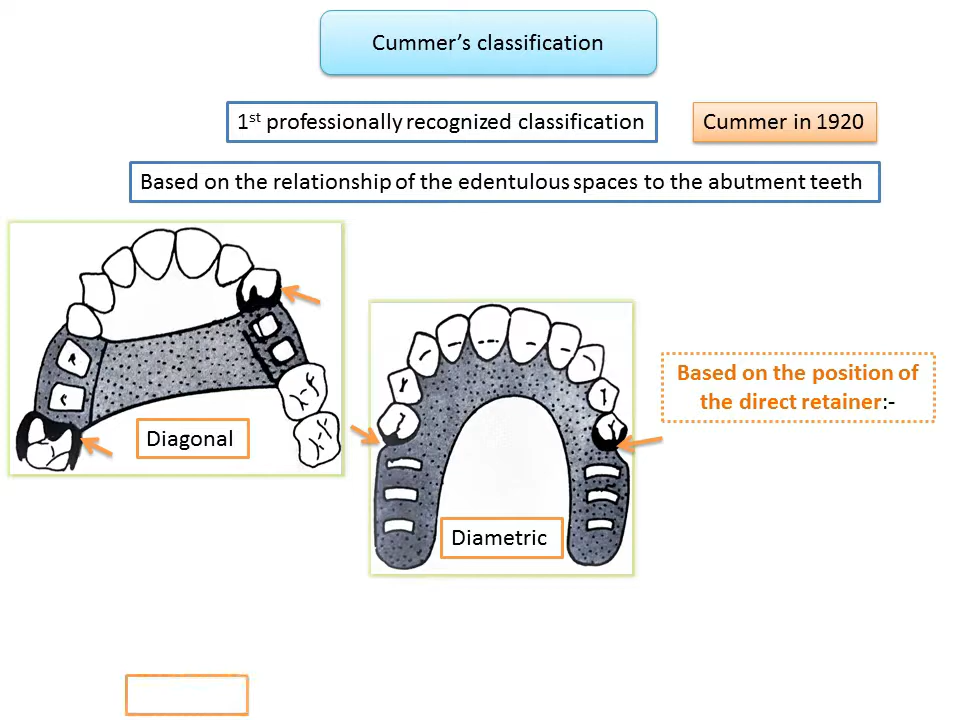 Cummer’s classification
1st professionally recognized classification
Cummer in 1920
Based on the relationship of the edentulous spaces to the abutment teeth
Based on the position of
the direct retainer:-
Diagonal
Diametric